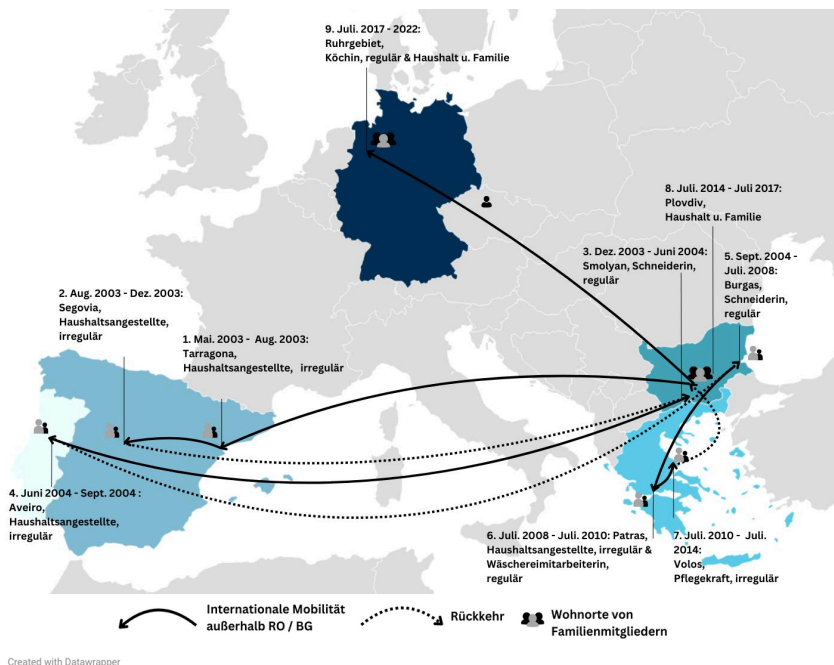 9. Juli. 2017 - 2022:
Ruhrgebiet,
Köchin, regulär & Haushalt u. Familie
8. Juli. 2014 - Juli 2017:
Plovdiv,
Haushalt u. Familie
3. Dez. 2003 - Juni 2004:
Smolyan, Schneiderin,
regulär
5. Sept. 2004 -
Juli. 2008:
Burgas,
Schneiderin,
regulär
2. Aug. 2003 - Dez. 2003:
Segovia,
Haushaltsangestellte,
irregulär
1. Mai. 2003 - Aug. 2003:
Tarragona,
Haushaltsangestellte, irregulär
4. Juni 2004 - Sept. 2004 :
Aveiro,
Haushaltsangestellte,
irregulär
6. Juli. 2008 - Juli. 2010: Patras,
Haushaltsangestellte, irregulär &
Wäschereimitarbeiterin,
regulär
7. Juli. 2010 - Juli.
2014:
Volos,
Pflegekraft, irregulär
Internationale Mobilität
außerhalb RO / BG
Rückkehr
Wohnorte von
Familienmitgliedern
Created with Datawrapper